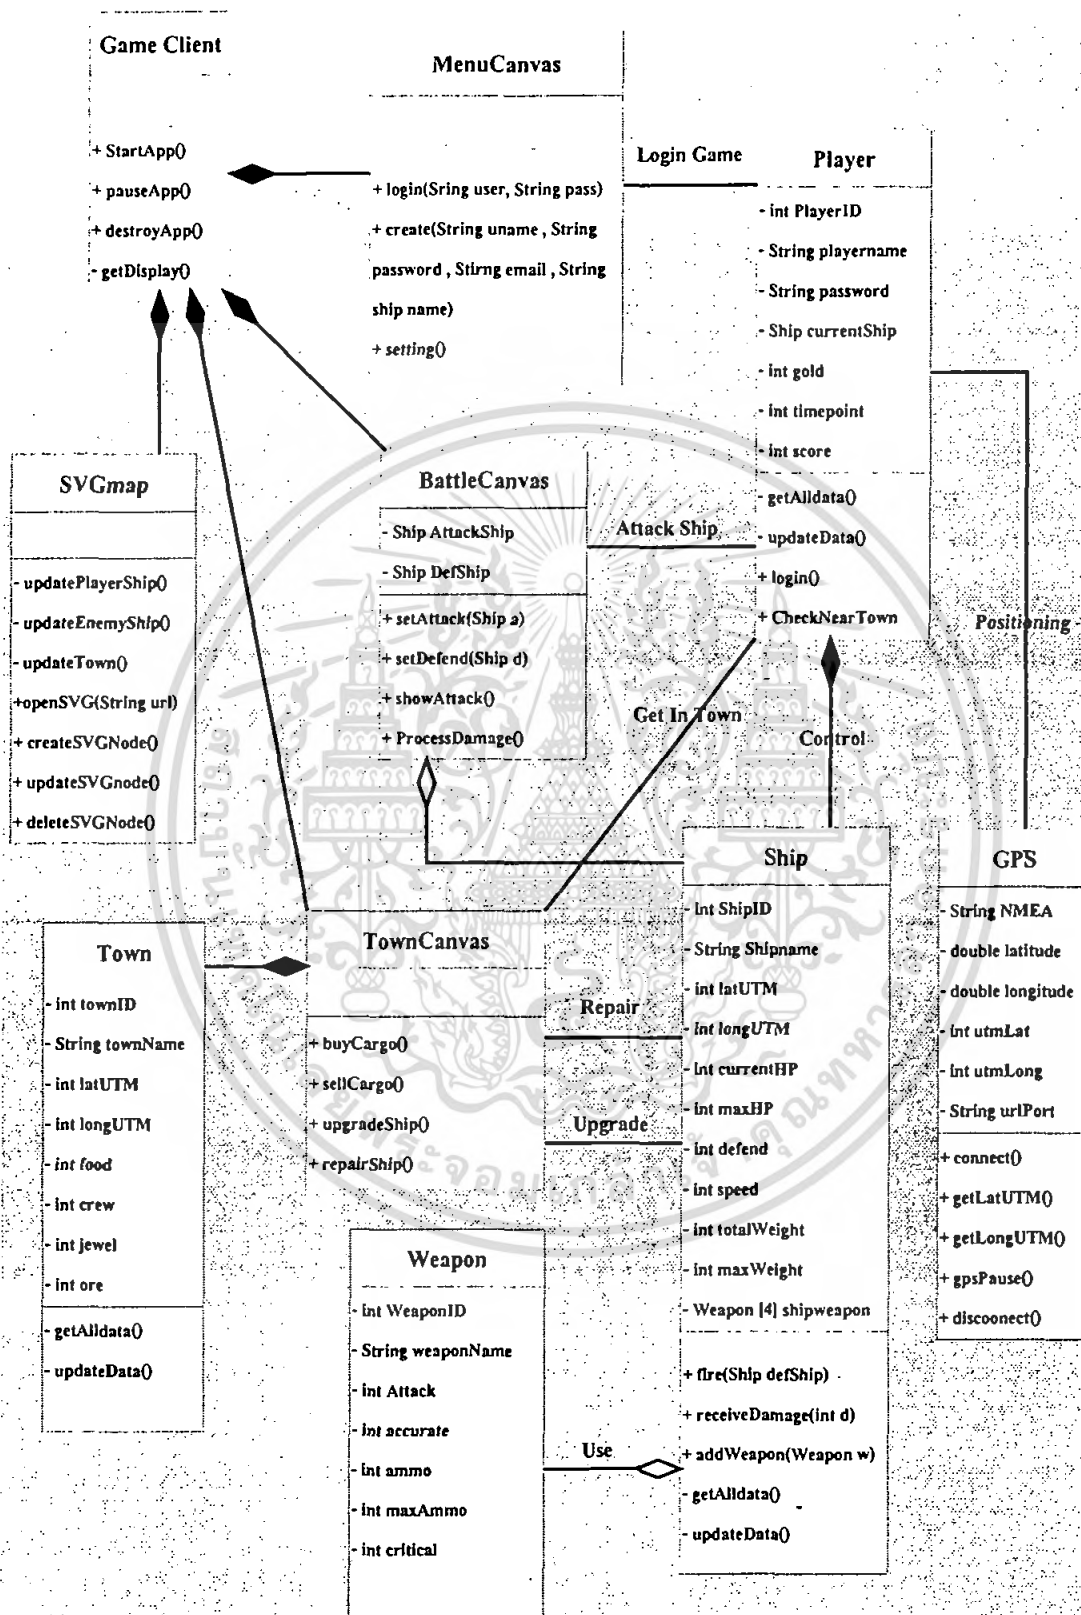 Game Client
+ StartApp()
+ pauseApp()
+ destroyApp()
- getDisplay()
MenuCanvas
+ login(Sring user, String pass)
+ create(String uname , String
password , Stirng email , String
ship name)
+ setting()
Login Game
Player
- int PlayerID
- String playername
- String password
- Ship currentShip
- int gold
- int timepoint
- int score
- getAlldata()
- updateData()
+ login()
+ CheckNearTown
SVGmap
- updatePlayerShip()
- updateEnemyShip()
- updateTown()
+openSVG(String url)
+ createSVGNode()
+ updateSVGnode()
+ deleteSVGNode()
BattleCanvas
- Ship AttackShip
- Ship DefShip
+ setAttack(Ship a)
+ setDefend(Ship d)
+ showAttack()
+ ProcessDamage()
Attack Ship
Positioning -
Get In Town
Control
Town
- int townID
- String townName
- int latUTM
- int longUTM
- int food
- int crew
- int jewel
- int ore
- getAlldata()
- updateData()
TownCanvas
+ buyCargo()
+ sellCargo()
+ upgradeShip()
+ repairShip()
Repair
Upgrade
Ship
- int ShipID
- String Shipname
- int latUTM
- int longUTM
- int currentHP
- int maxHP
- int defend
- int speed
- int totalWeight
- int maxWeight
- Weapon [4] shipweapon
+ fire(Ship defShip)
+ receiveDamage(int d)
+ addWeapon(Weapon w)
- getAlldata()
- updateData()
GPS
- String NMEA
- double latitude
- double longitude
- int utmLat
- int utmLong
- String urlPort
+ connect()
+ getLatUTM()
+ getLongUTM()
+ gpsPause()
+ discoonect()
Weapon
- int WeaponID
- String weaponName
- int Attack
- int accurate
- int ammo
- int maxAmmo
- int critical
Use